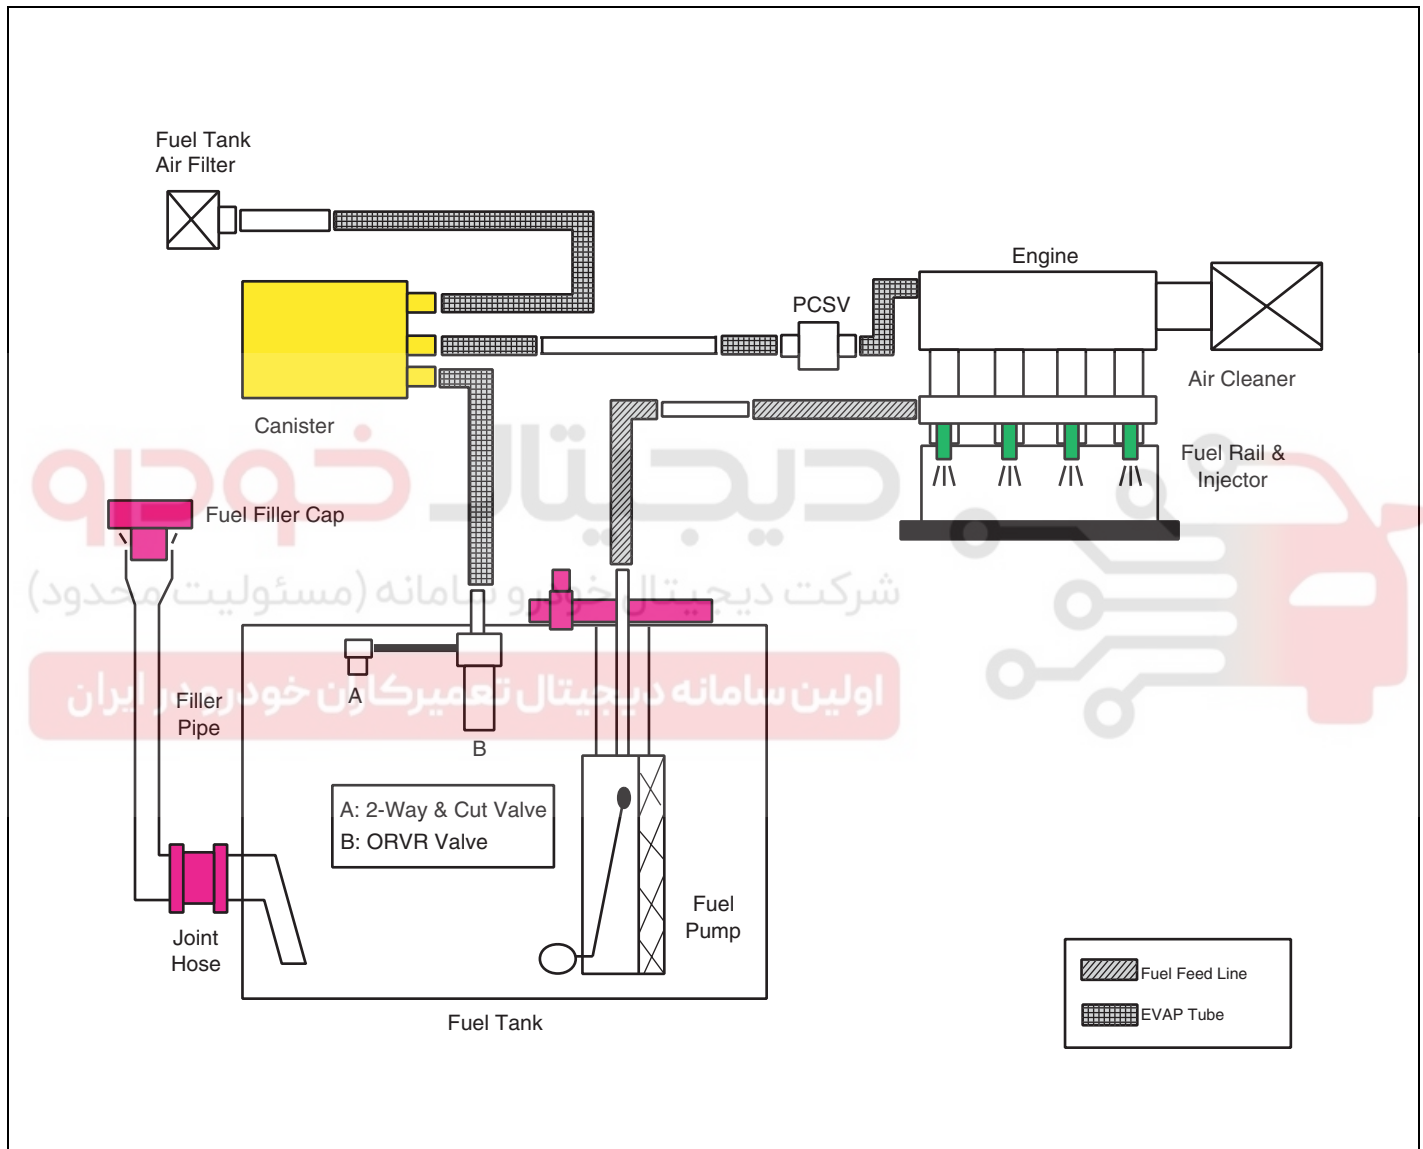 Fuel Tank
Air Filter
Engine
PCSV
Air Cleaner
Canister
دیجیتال خودرو
Fuel Rail &
Injector
Fuel Filler Cap
شرکت دیجیتال خودرو سامانه (مسئولیت محدود)
اولین سامانه دیجیتال تعمیرکاران خودرو در ایران
A
Filler
Pipe
B
A: 2-Way & Cut Valve
B: ORVR Valve
Fuel
Pump
Joint
Hose
Fuel Feed Line
EVAP Tube
Fuel Tank